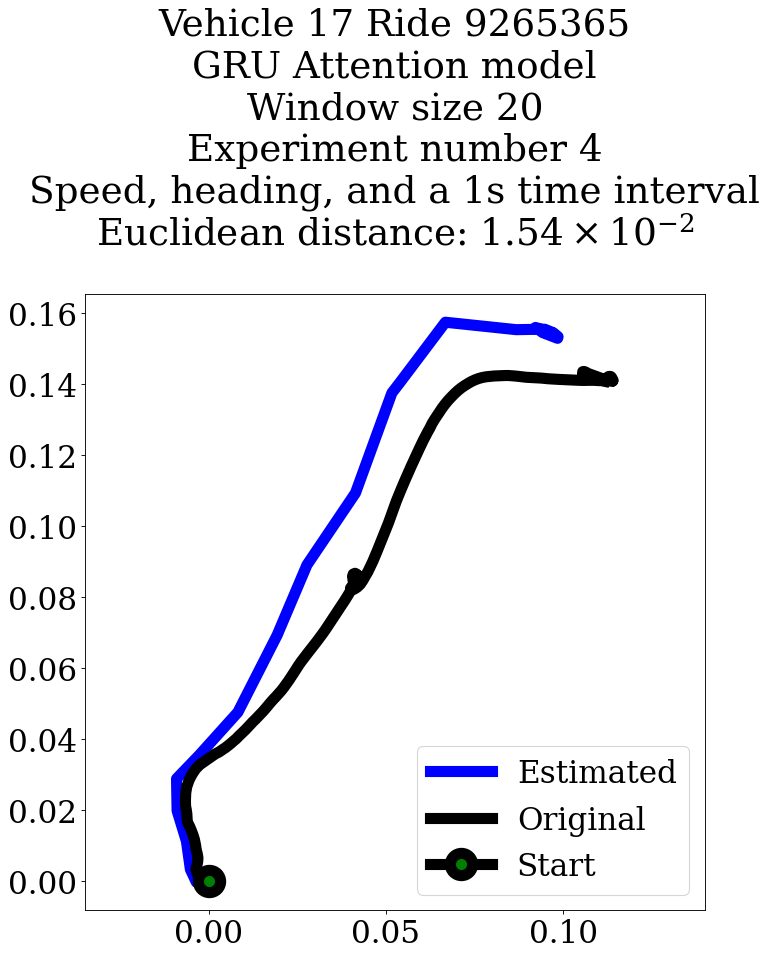 Vehicle 17 Ride 9265365
GRU Attention model
Window size 20
Experiment number 4
Speed, heading, and a 1s time interval
Euclidean distance: 1.54 × 10⁻²
0.16
0.14
0.12
0.10
0.08
0.06
0.04
0.02
0.00
Estimated
Original
Start
0.00 0.05 0.10